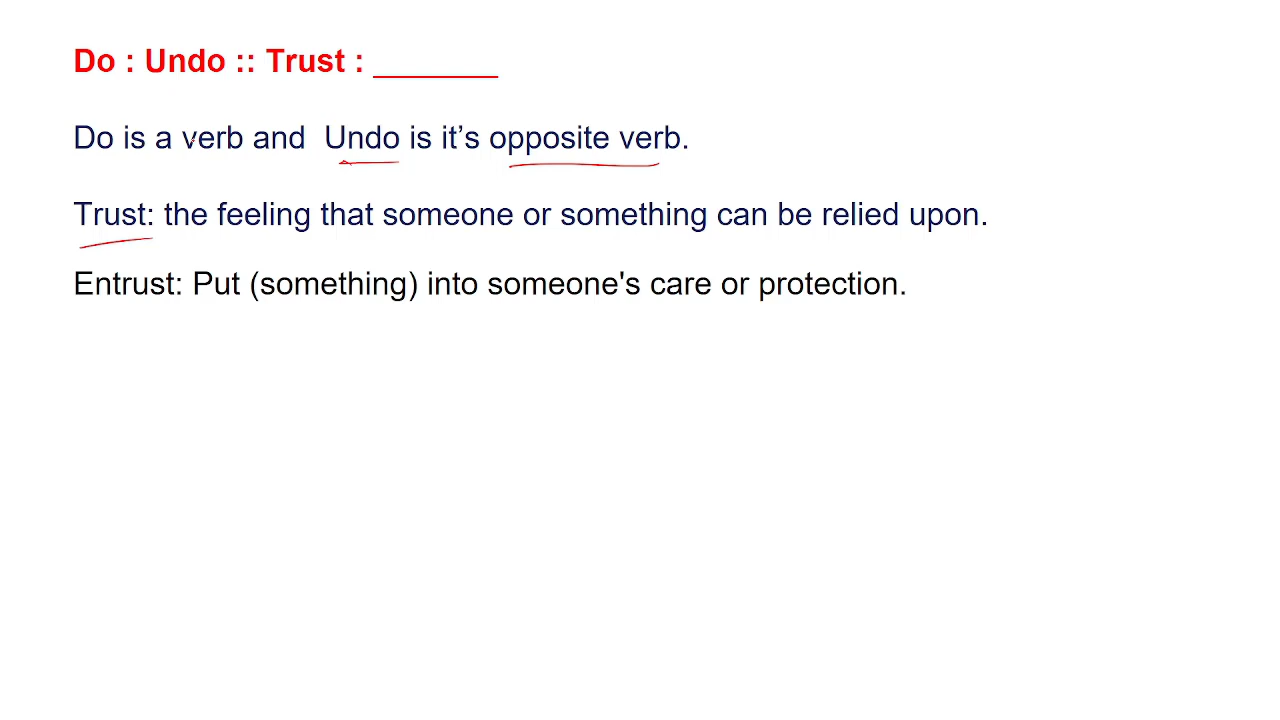 Do : Undo :: Trust : _______
Do is a verb and  Undo is it’s opposite verb.
Trust: the feeling that someone or something can be relied upon.
Entrust: Put (something) into someone's care or protection.